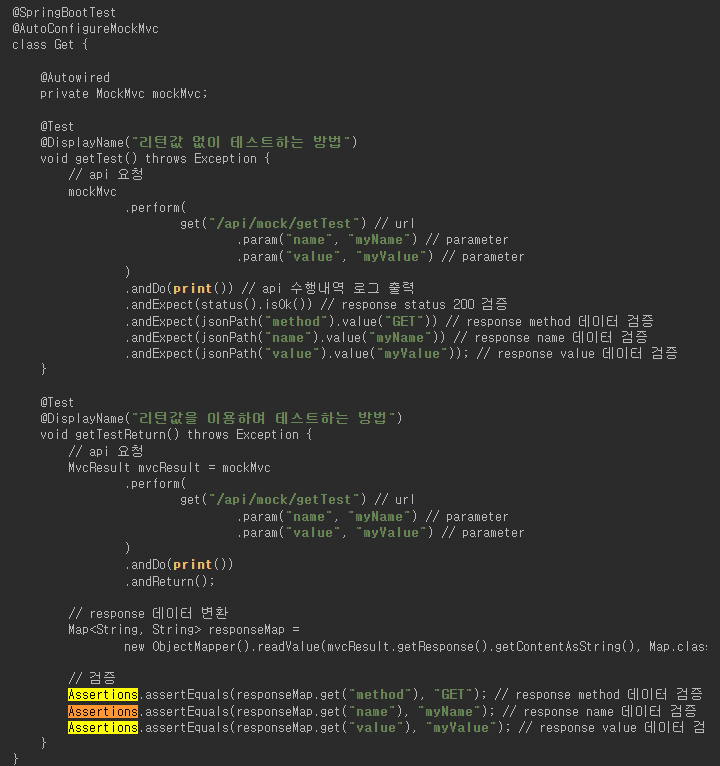 @SpringBootTest
@AutoConfigureMockMvc
class Get {
@Autowired
private MockMvc mockMvc;
@Test
@DisplayName("리턴값 없이 테스트하는 방법")
void getTest() throws Exception {
// api 요청
mockMvc
.perform(
get("/api/mock/getTest") // url
.param("name", "myName") // parameter
.param("value", "myValue") // parameter
)
.andDo(print()) // api 수행내역 로그 출력
.andExpect(status().isOk()) // response status 200 검증
.andExpect(jsonPath("method").value("GET")) // response method 데이터 검증
.andExpect(jsonPath("name").value("myName")) // response name 데이터 검증
.andExpect(jsonPath("value").value("myValue")); // response value 데이터 검증
}
@Test
@DisplayName("리턴값을 이용하여 테스트하는 방법")
void getTestReturn() throws Exception {
// api 요청
MvcResult mvcResult = mockMvc
.perform(
get("/api/mock/getTest") // url
.param("name", "myName") // parameter
.param("value", "myValue") // parameter
)
.andDo(print())
.andReturn();
// response 데이터 변환
Map<String, String> responseMap =
new ObjectMapper().readValue(mvcResult.getResponse().getContentAsString(), Map.class
// 검증
Assertions.assertEquals(responseMap.get("method"), "GET"); // response method 데이터 검증
Assertions.assertEquals(responseMap.get("name"), "myName"); // response name 데이터 검증
Assertions.assertEquals(responseMap.get("value"), "myValue"); // response value 데이터 검
}
}